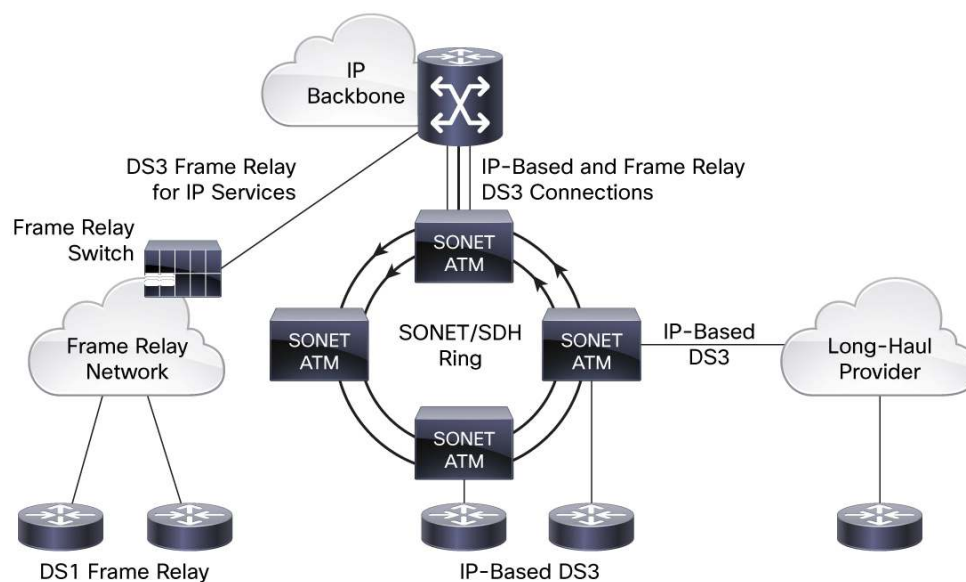 IP
Backbone
DS3 Frame Relay
for IP Services
IP-Based and Frame Relay
DS3 Connections
Frame Relay
Switch
SONET
ATM
SONET
ATM
SONET/SDH
Ring
SONET
ATM
IP-Based
DS3
Long-Haul
Provider
Frame Relay
Network
SONET
ATM
DS1 Frame Relay
IP-Based DS3